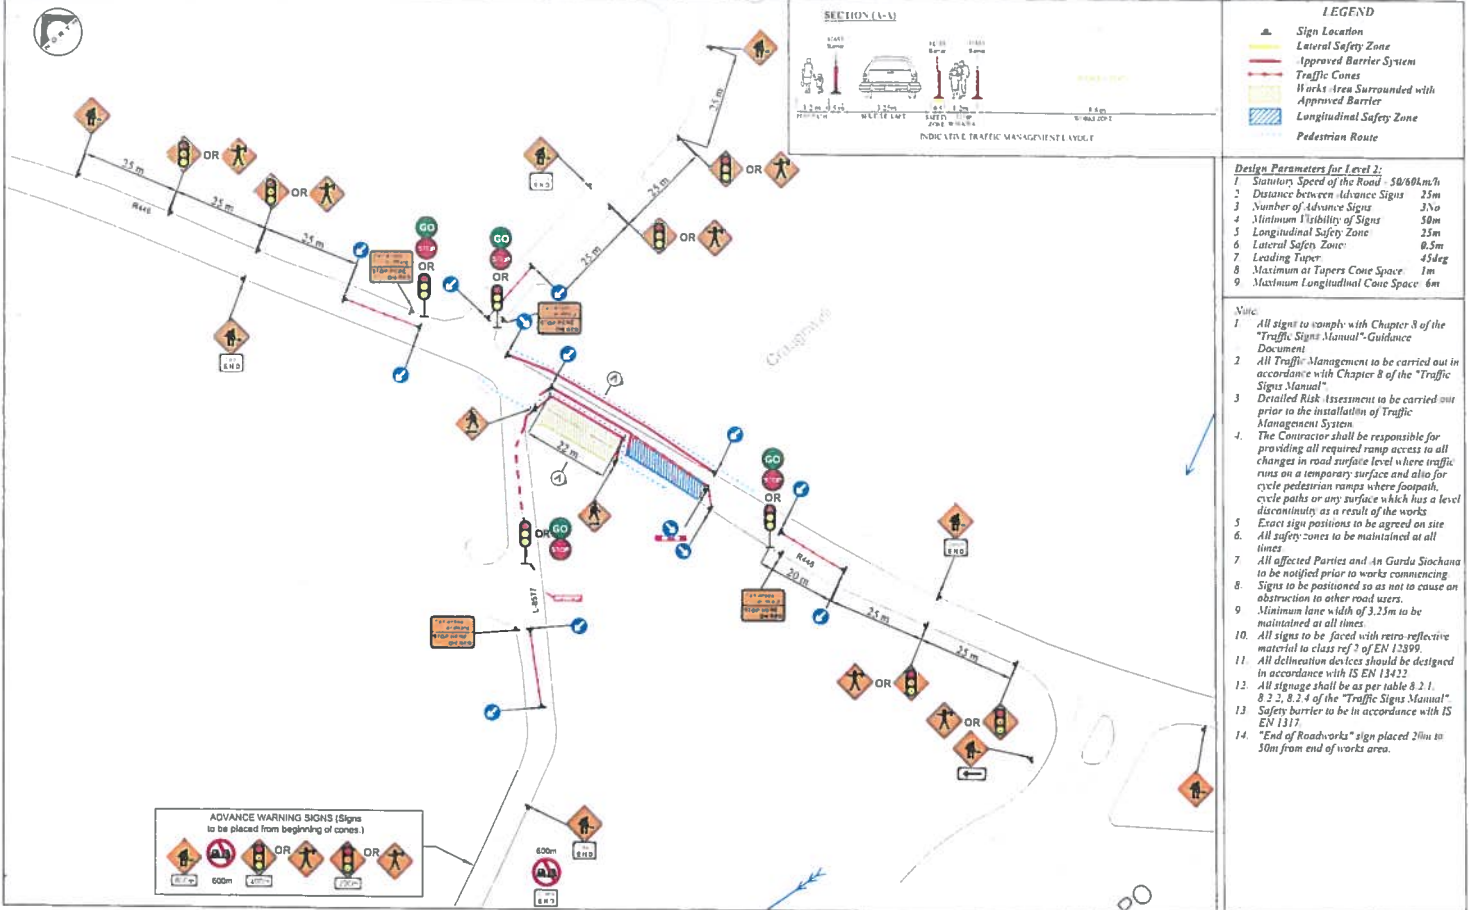 NORTH
SECTION (A-A)
INDICATIVE TRAFFIC MANAGEMENT LAYOUT
LEGEND
Sign Location
Lateral Safety Zone
Approved Barrier System
Traffic Cones
Works Area Surrounded with
Approved Barrier
Longitudinal Safety Zone
Pedestrian Route
Design Parameters for Level 2:
1 Statutory Speed of the Road - 50/60km/h
2 Distance between Advance Signs 25m
3 Number of Advance Signs 3No
4 Minimum Visibility of Signs 50m
5 Longitudinal Safety Zone 25m
6 Lateral Safety Zone: 0.5m
7 Leading Taper 45deg
8 Maximum at Tapers Cone Space 1m
9 Maximum Longitudinal Cone Space 6m
Note:
1 All signs to comply with Chapter 8 of the
"Traffic Signs Manual"-Guidance
Document
2 All Traffic Management to be carried out in
accordance with Chapter 8 of the "Traffic
Signs Manual".
3 Detailed Risk Assessment to be carried out
prior to the installation of Traffic
Management System
4. The Contractor shall be responsible for
providing all required ramp access to all
changes in road surface level where traffic
runs on a temporary surface and also for
cycle pedestrian ramps where footpath,
cycle paths or any surface which has a level
discontinuity as a result of the works
5 Exact sign positions to be agreed on site
6. All safety zones to be maintained at all
times
7 All affected Parties and An Garda Siochana
to be notified prior to works commencing
8. Signs to be positioned so as not to cause an
obstruction to other road users.
9 Minimum lane width of 3.25m to be
maintained at all times
10. All signs to be faced with retro-reflective
material to class ref 2 of EN 12899.
11. All delineation devices should be designed
in accordance with IS EN 13422
12. All signage shall be as per table 8.2.1,
8.2.2, 8.2.4 of the "Traffic Signs Manual".
13 Safety barrier to be in accordance with IS
EN 1317.
14. "End of Roadworks" sign placed 20m to
50m from end of works area.
25 m
OR
25 m
OR
25 m
R448
GO
STOP
OR
GO
STOP
OR
END
25 m
OR
25 m
OR
25 m
END
22 m
1
1
OR
GO
STOP
L-8577
GO
STOP
OR
R448
20 m
25 m
25 m
END
OR
OR
ADVANCE WARNING SIGNS (Signs
to be placed from beginning of cones.)
OR
OR
600m
END
600m
END